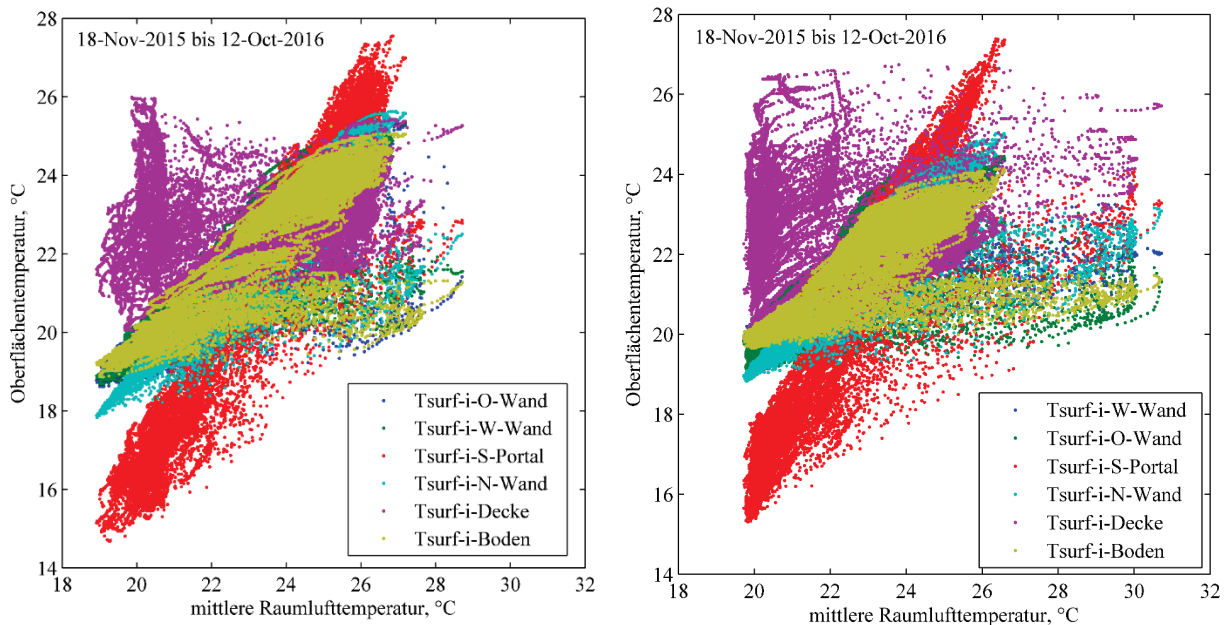 28
26
24
22
20
18
16
14
Oberflächentemperatur, °C
18-Nov-2015 bis 12-Oct-2016
Tsurf-i-O-Wand
Tsurf-i-W-Wand
Tsurf-i-S-Portal
Tsurf-i-N-Wand
Tsurf-i-Decke
Tsurf-i-Boden
18 20 22 24 26 28 30 32
mittlere Raumlufttemperatur, °C
28
26
24
22
20
18
16
14
Oberflächentemperatur, °C
18-Nov-2015 bis 12-Oct-2016
Tsurf-i-W-Wand
Tsurf-i-O-Wand
Tsurf-i-S-Portal
Tsurf-i-N-Wand
Tsurf-i-Decke
Tsurf-i-Boden
18 20 22 24 26 28 30 32
mittlere Raumlufttemperatur, °C